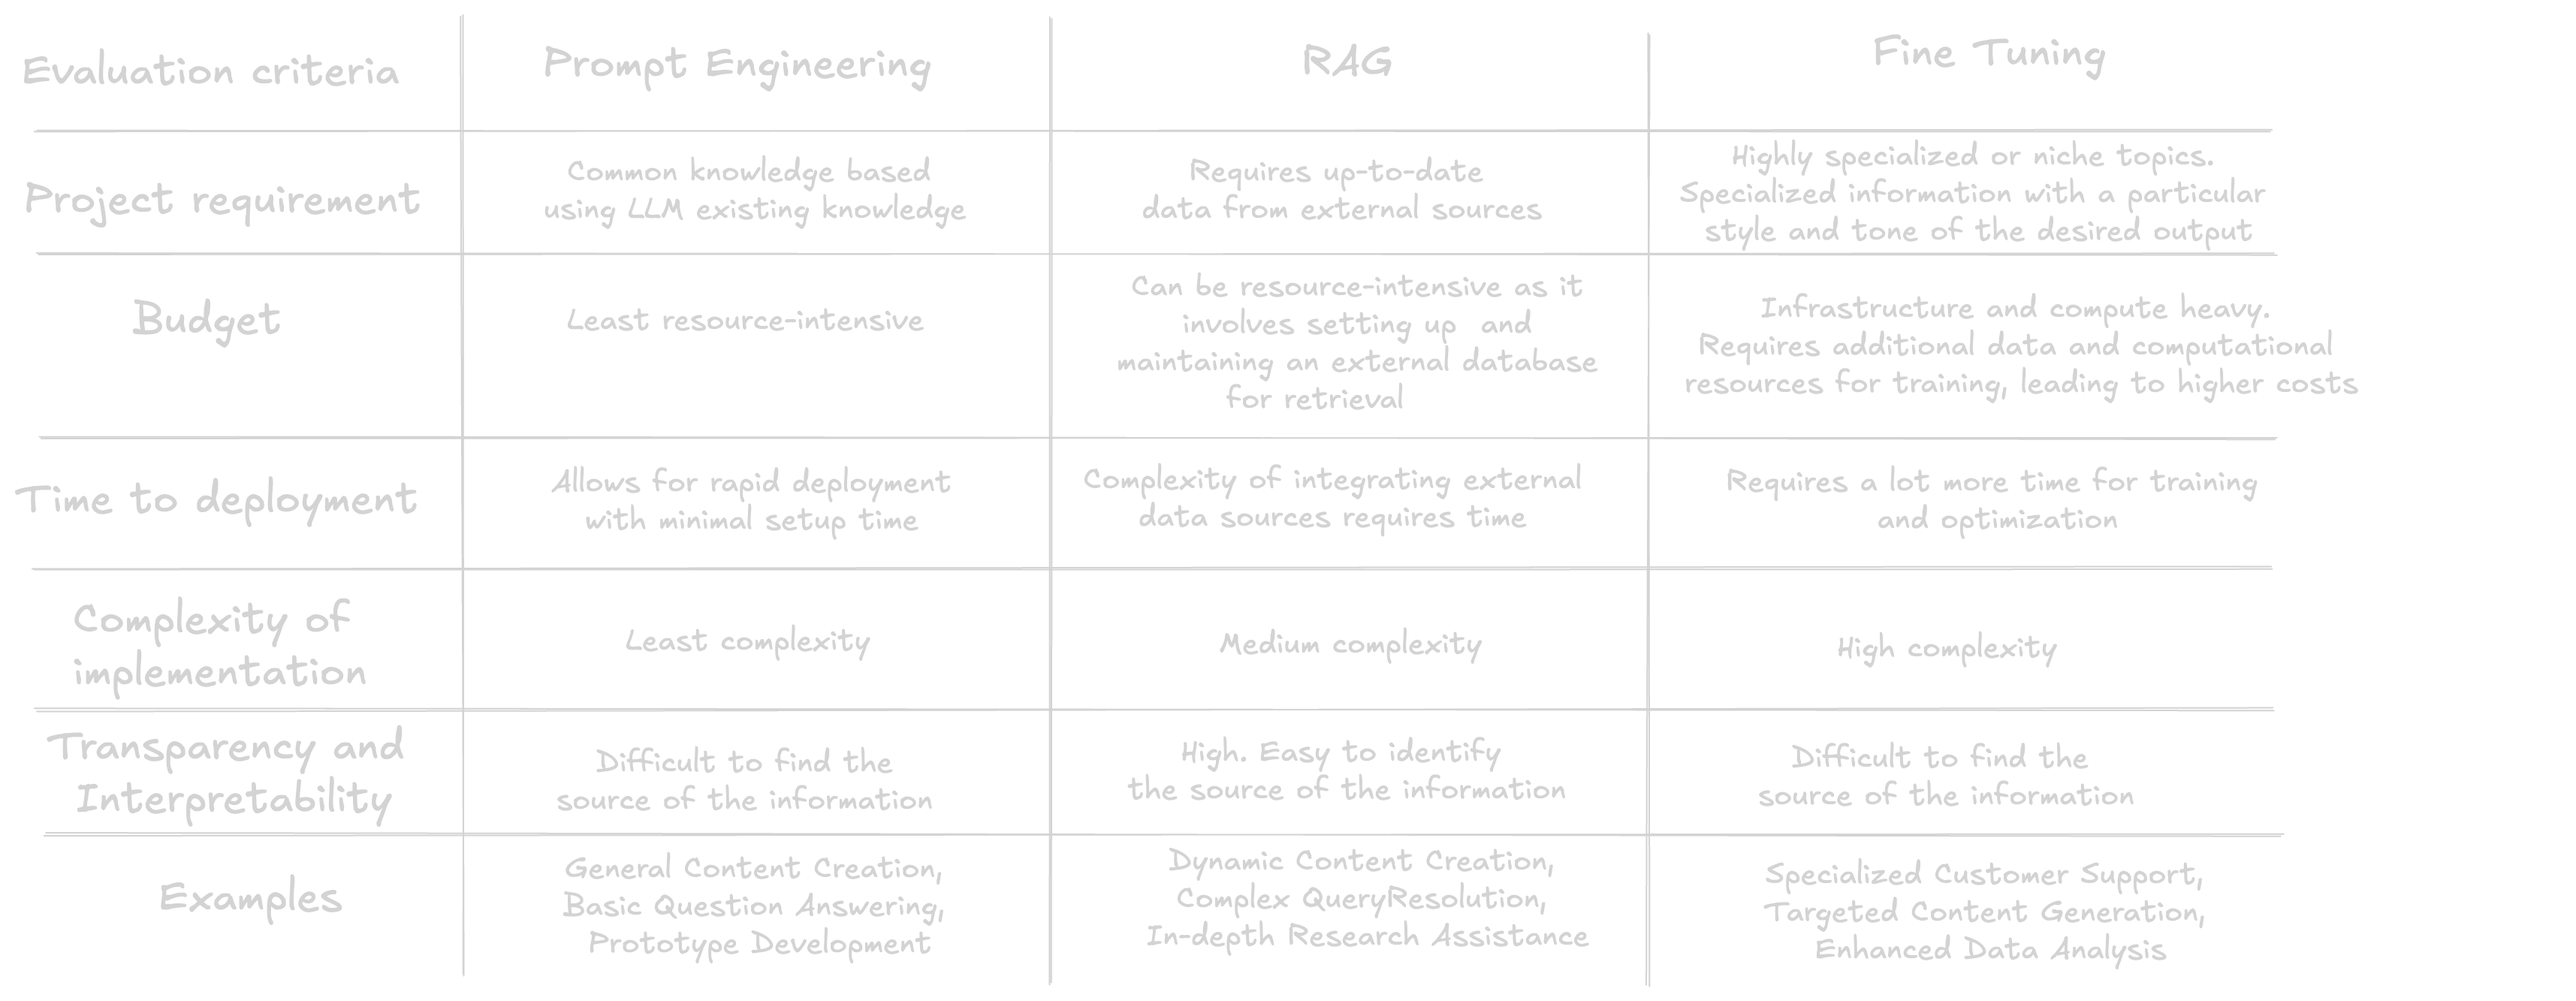 Evaluation criteria
Prompt Engineering
RAG
Fine Tuning
Project requirement
Common knowledge based
using LLM existing knowledge
Requires up-to-date
data from external sources
Highly specialized or niche topics.
Specialized information with a particular
style and tone of the desired output
Budget
Least resource-intensive
Can be resource-intensive as it
involves setting up and
maintaining an external database
for retrieval
Infrastructure and compute heavy.
Requires additional data and computational
resources for training, leading to higher costs
Time to deployment
Allows for rapid deployment
with minimal setup time
Complexity of integrating external
data sources requires time
Requires a lot more time for training
and optimization
Complexity of
implementation
Least complexity
Medium complexity
High complexity
Transparency and
Interpretability
Difficult to find the
source of the information
High. Easy to identify
the source of the information
Difficult to find the
source of the information
Examples
General Content Creation,
Basic Question Answering,
Prototype Development
Dynamic Content Creation,
Complex QueryResolution,
In-depth Research Assistance
Specialized Customer Support,
Targeted Content Generation,
Enhanced Data Analysis